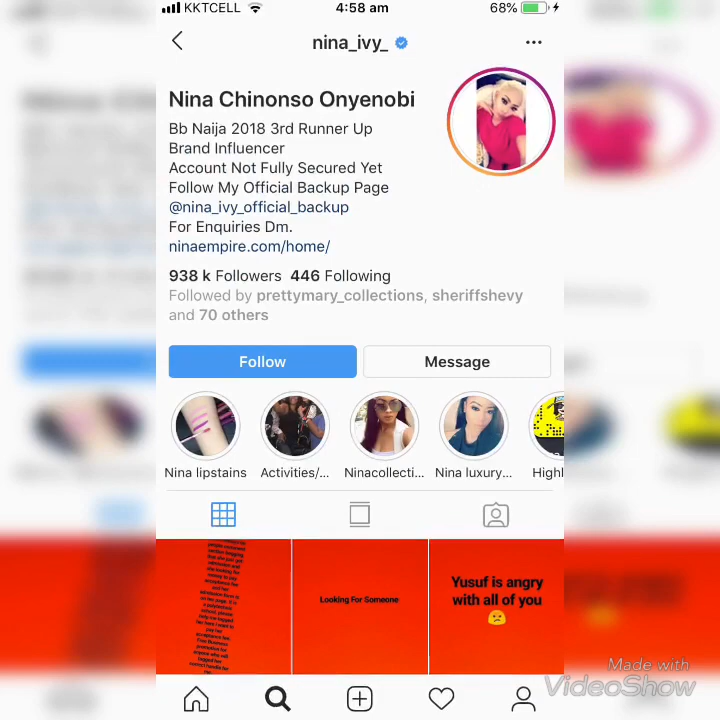 KKTCELL
4:58 am
68%
nina_ivy_
Nina Chinonso Onyenobi
Bb Naija 2018 3rd Runner Up
Brand Influencer
Account Not Fully Secured Yet
Follow My Official Backup Page
@nina_ivy_official_backup
For Enquiries Dm.
ninaempire.com/home/
938 k Followers 446 Following
Followed by prettymary_collections, sheriffshevy
and 70 others
Follow
Message
Nina lipstains
Activities/...
Ninacollecti...
Nina luxury...
Highl
Looking For Someone
Yusuf is angry
with all of you
Made with
VideoShow